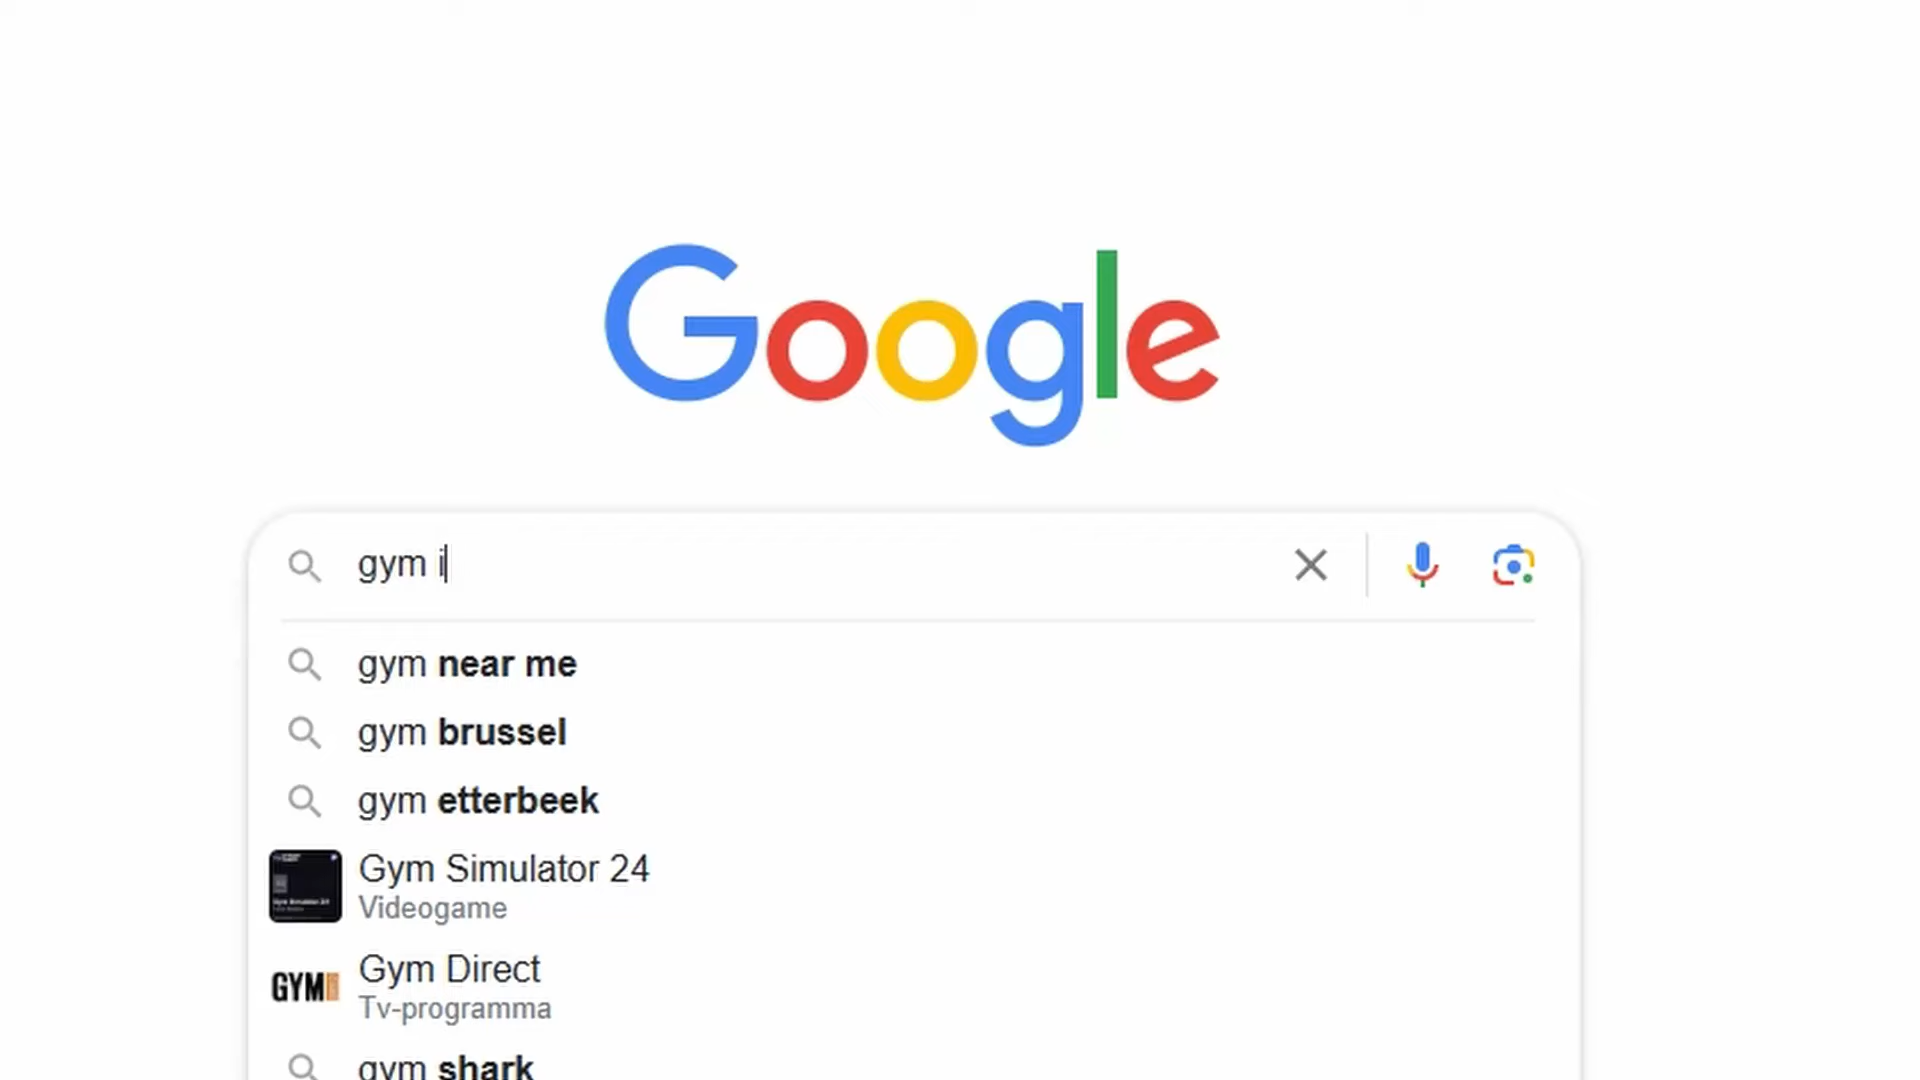 Google
gym i
gym near me
gym brussel
gym etterbeek
Gym Simulator 24
Videogame
GYM
Gym Direct
Tv-programma
gym shark